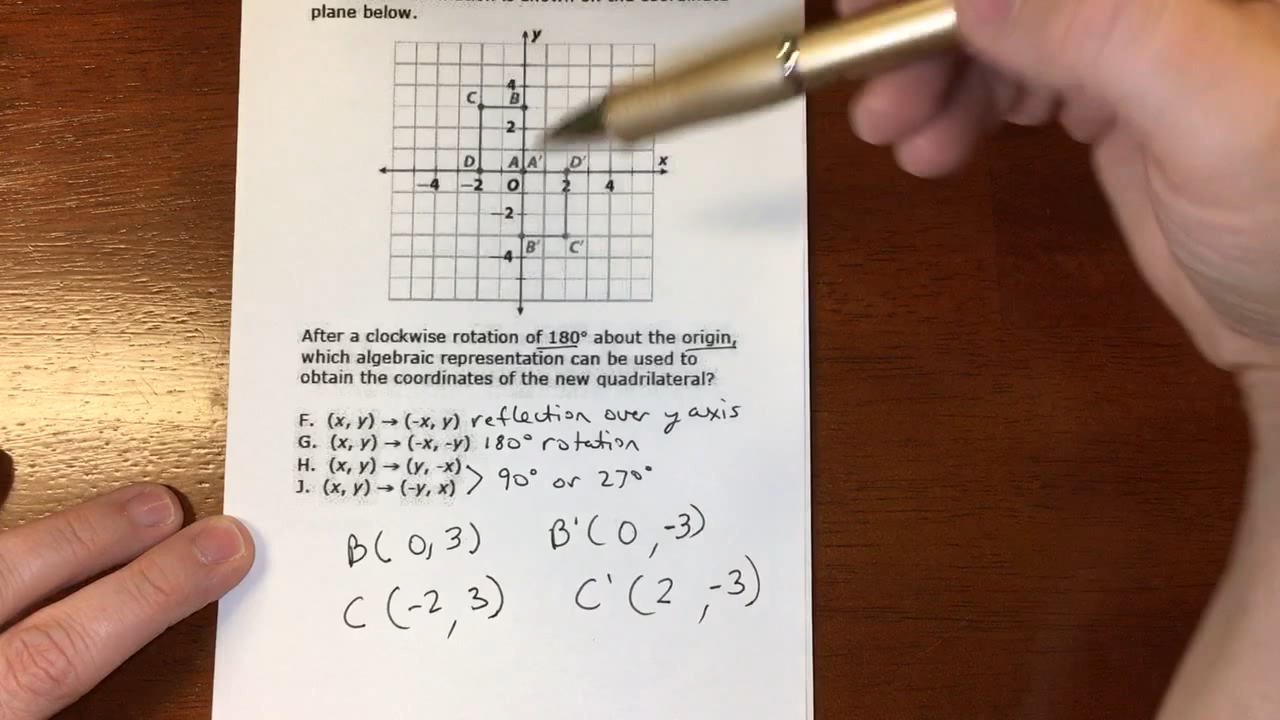 plane below.
y
4
C B
2
D A A' D' x
-4 -2 O 2 4
-2
B' C'
-4
After a clockwise rotation of 180° about the origin,
which algebraic representation can be used to
obtain the coordinates of the new quadrilateral?
F. (x, y) → (-x, y) reflection over y axis
G. (x, y) → (-x, -y) 180° rotation
H. (x, y) → (y, -x)
J. (x, y) → (-y, x) > 90° or 270°
B(0,3) B'(0,-3)
C(-2,3) C'(2,-3)